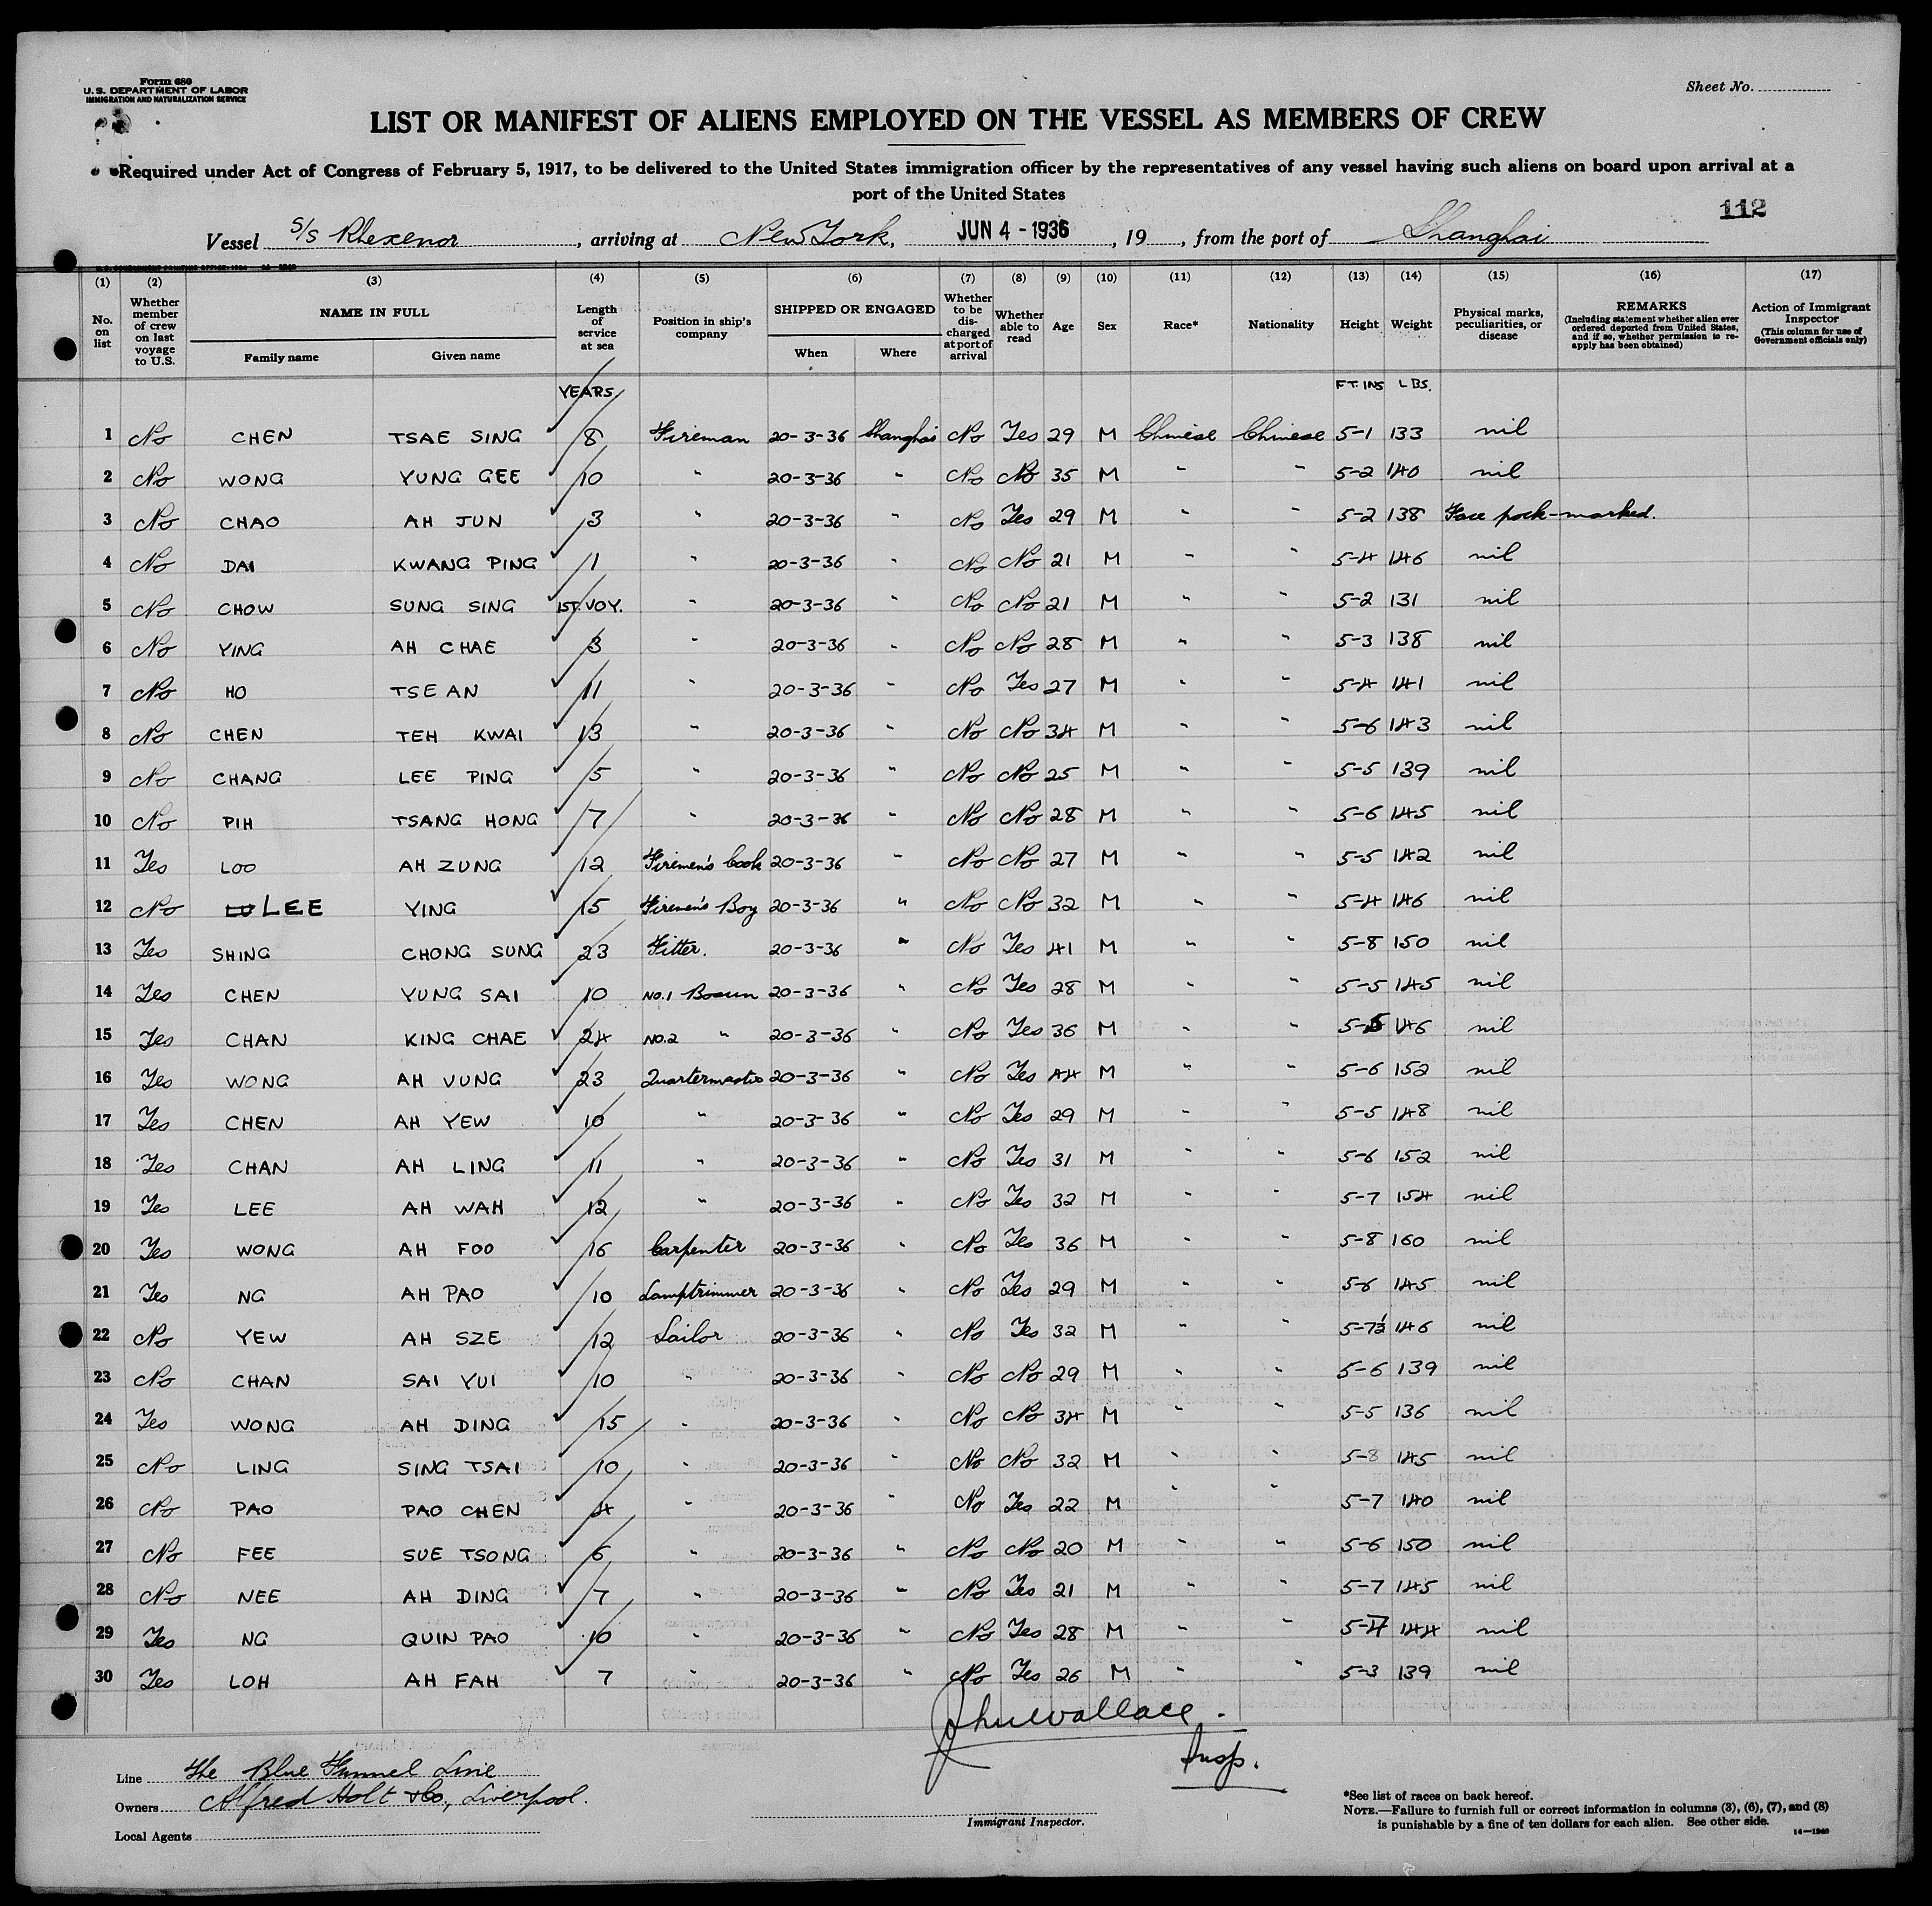 Form 680
U.S. DEPARTMENT OF LABOR
IMMIGRATION AND NATURALIZATION SERVICE
Sheet No.
LIST OR MANIFEST OF ALIENS EMPLOYED ON THE VESSEL AS MEMBERS OF CREW
Required under Act of Congress of February 5, 1917, to be delivered to the United States immigration officer by the representatives of any vessel having such aliens on board upon arrival at a
port of the United States
112
Vessel S/S Rhexenor, arriving at New York, JUN 4 - 1936, 19, from the port of Shanghai
(1) (2) (3) (4) (5) (6) (7) (8) (9) (10) (11) (12) (13) (14) (15) (16) (17)
No. on list
Whether member of crew on last voyage to U.S.
NAME IN FULL
Family name
Given name
Length of service at sea
Position in ship's company
SHIPPED OR ENGAGED
When
Where
Whether to be discharged at port of arrival
Whether able to read
Age
Sex
Race*
Nationality
Height
Weight
Physical marks, peculiarities, or disease
REMARKS
(Including statement whether alien ever ordered deported from United States, and if so, whether permission to re-apply has been obtained)
Action of Immigrant Inspector
(This column for use of Government officials only)
YEARS FT. INS LBS.
1 No CHEN TSAE SING 8 Fireman 20-3-36 Shanghai No Yes 29 M Chinese Chinese 5-1 133 nil
2 No WONG YUNG GEE 10 " 20-3-36 " No No 35 M " " 5-2 140 nil
3 No CHAO AH JUN 3 " 20-3-36 " No Yes 29 M " " 5-2 138 Face pock-marked.
4 No DAI KWANG PING 1 " 20-3-36 " No No 21 M " " 5-4 146 nil
5 No CHOW SUNG SING 1ST. VOY. " 20-3-36 " No No 21 M " " 5-2 131 nil
6 No YING AH CHAE 3 " 20-3-36 " No No 28 M " " 5-3 138 nil
7 No HO TSE AN 11 " 20-3-36 " No Yes 27 M " " 5-4 141 nil
8 No CHEN TEH KWAI 13 " 20-3-36 " No No 34 M " " 5-6 143 nil
9 No CHANG LEE PING 5 " 20-3-36 " No No 25 M " " 5-5 139 nil
10 No PIH TSANG HONG 7 " 20-3-36 " No No 28 M " " 5-6 145 nil
11 Yes LOO AH ZUNG 12 Firemen's Cook 20-3-36 " No No 27 M " " 5-5 142 nil
12 No LEE YING 15 Firemen's Boy 20-3-36 " No No 32 M " " 5-4 146 nil
13 Yes SHING CHONG SUNG 23 Fitter. 20-3-36 " No Yes 41 M " " 5-8 150 nil
14 Yes CHEN YUNG SAI 10 NO.1 Bosun 20-3-36 " No Yes 28 M " " 5-5 145 nil
15 Yes CHAN KING CHAE 24 NO.2 " 20-3-36 " No Yes 36 M " " 5-5 146 nil
16 Yes WONG AH VUNG 23 Quartermaster 20-3-36 " No Yes 44 M " " 5-6 152 nil
17 Yes CHEN AH YEW 10 " 20-3-36 " No Yes 29 M " " 5-5 148 nil
18 Yes CHAN AH LING 11 " 20-3-36 " No Yes 31 M " " 5-6 152 nil
19 Yes LEE AH WAH 12 " 20-3-36 " No Yes 32 M " " 5-7 154 nil
20 Yes WONG AH FOO 16 Carpenter 20-3-36 " No Yes 36 M " " 5-8 160 nil
21 Yes NG AH PAO 10 Lamptrimmer 20-3-36 " No Yes 29 M " " 5-6 145 nil
22 No YEW AH SZE 12 Sailor 20-3-36 " No Yes 32 M " " 5-7½ 146 nil
23 No CHAN SAI YUI 10 " 20-3-36 " No No 29 M " " 5-6 139 nil
24 Yes WONG AH DING 15 " 20-3-36 " No No 34 M " " 5-5 136 nil
25 No LING SING TSAI 10 " 20-3-36 " No No 32 M " " 5-8 145 nil
26 No PAO PAO CHEN 4 " 20-3-36 " No Yes 22 M " " 5-7 140 nil
27 No FEE SUE TSONG 6 " 20-3-36 " No No 20 M " " 5-6 150 nil
28 No NEE AH DING 7 " 20-3-36 " No Yes 21 M " " 5-7 145 nil
29 Yes NG QUIN PAO 10 " 20-3-36 " No Yes 28 M " " 144 nil
30 Yes LOH AH FAH 7 " 20-3-36 " No Yes 26 M " " 5-3 139 nil
John Wallace.
Insp.
Line The Blue Funnel Line
Owners Alfred Holt & Co., Liverpool.
Local Agents
Immigrant Inspector.
*See list of races on back hereof.
NOTE.—Failure to furnish full or correct information in columns (3), (6), (7), and (8)
is punishable by a fine of ten dollars for each alien. See other side.
14—1240